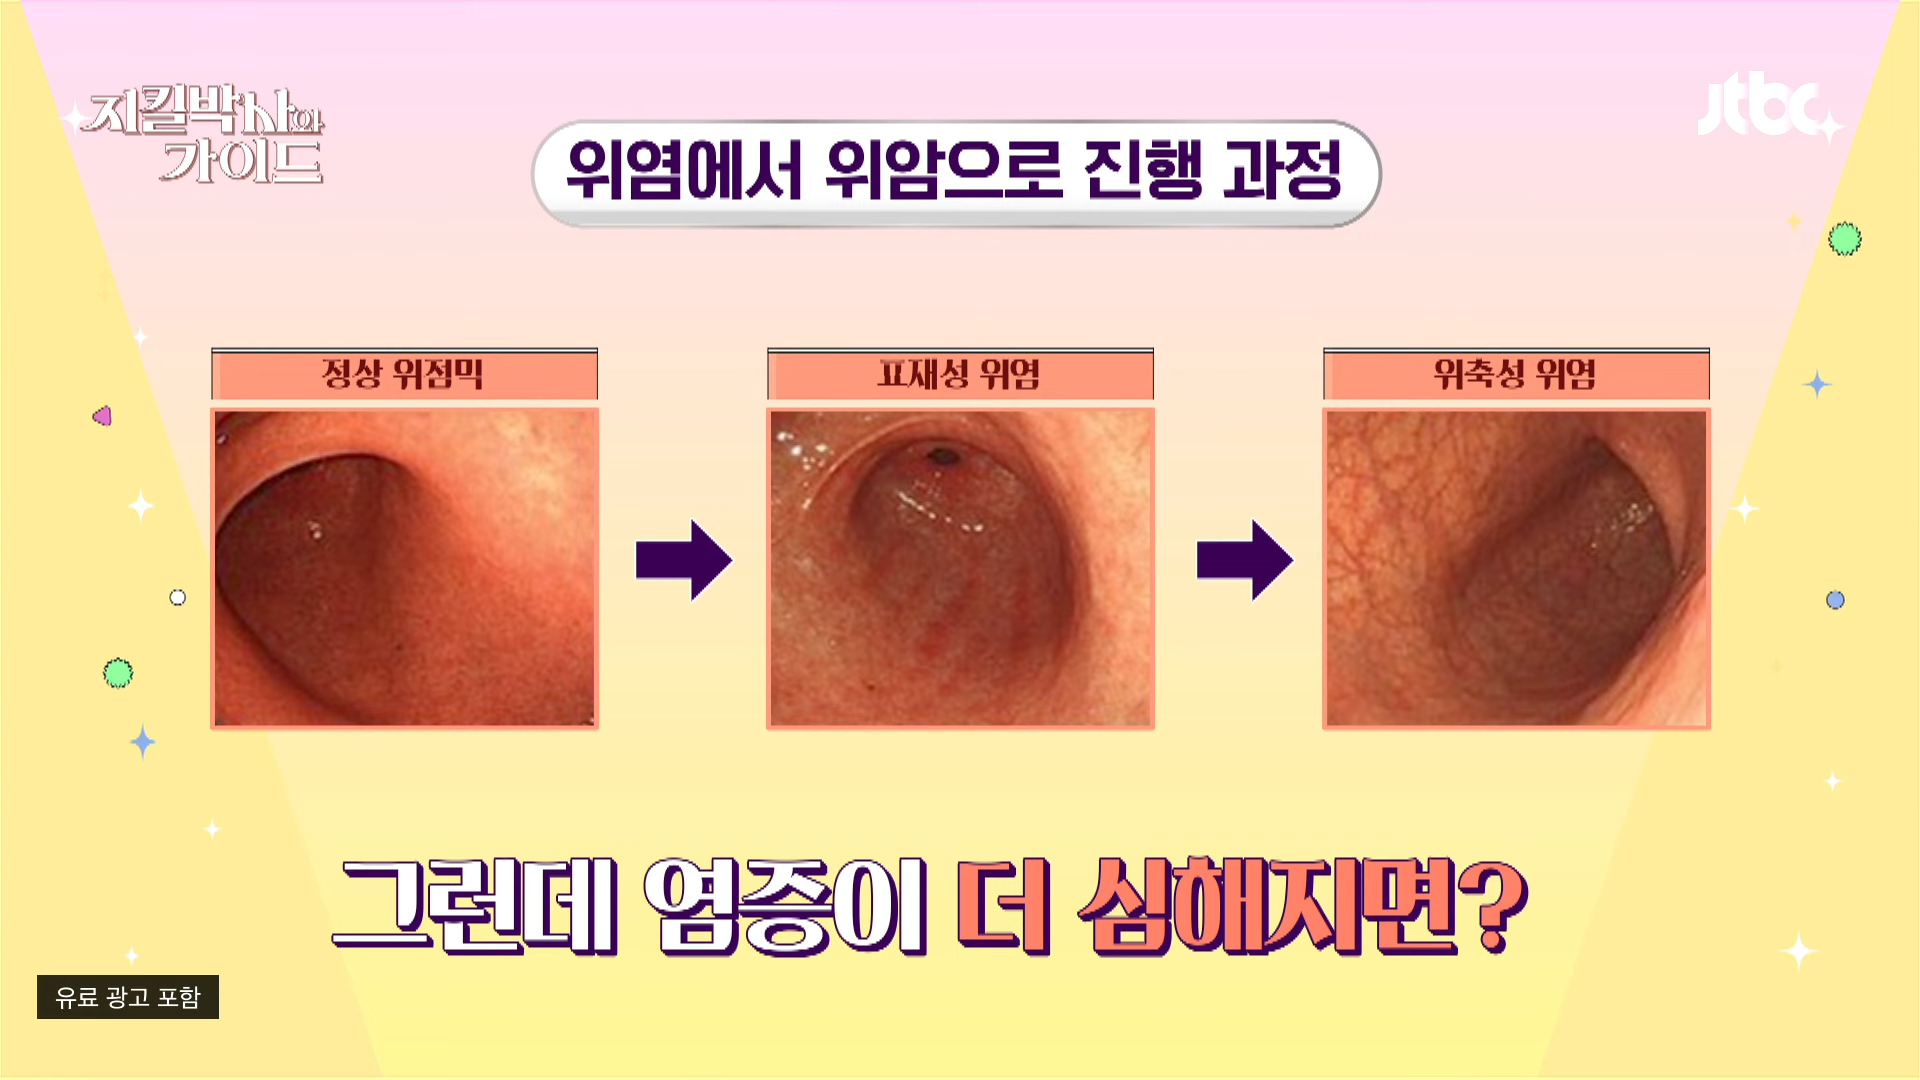 지킬박사와
가이드
jtbc
위염에서 위암으로 진행 과정
정상 위점막
표재성 위염
위축성 위염
그런데 염증이 더 심해지면?
유료 광고 포함